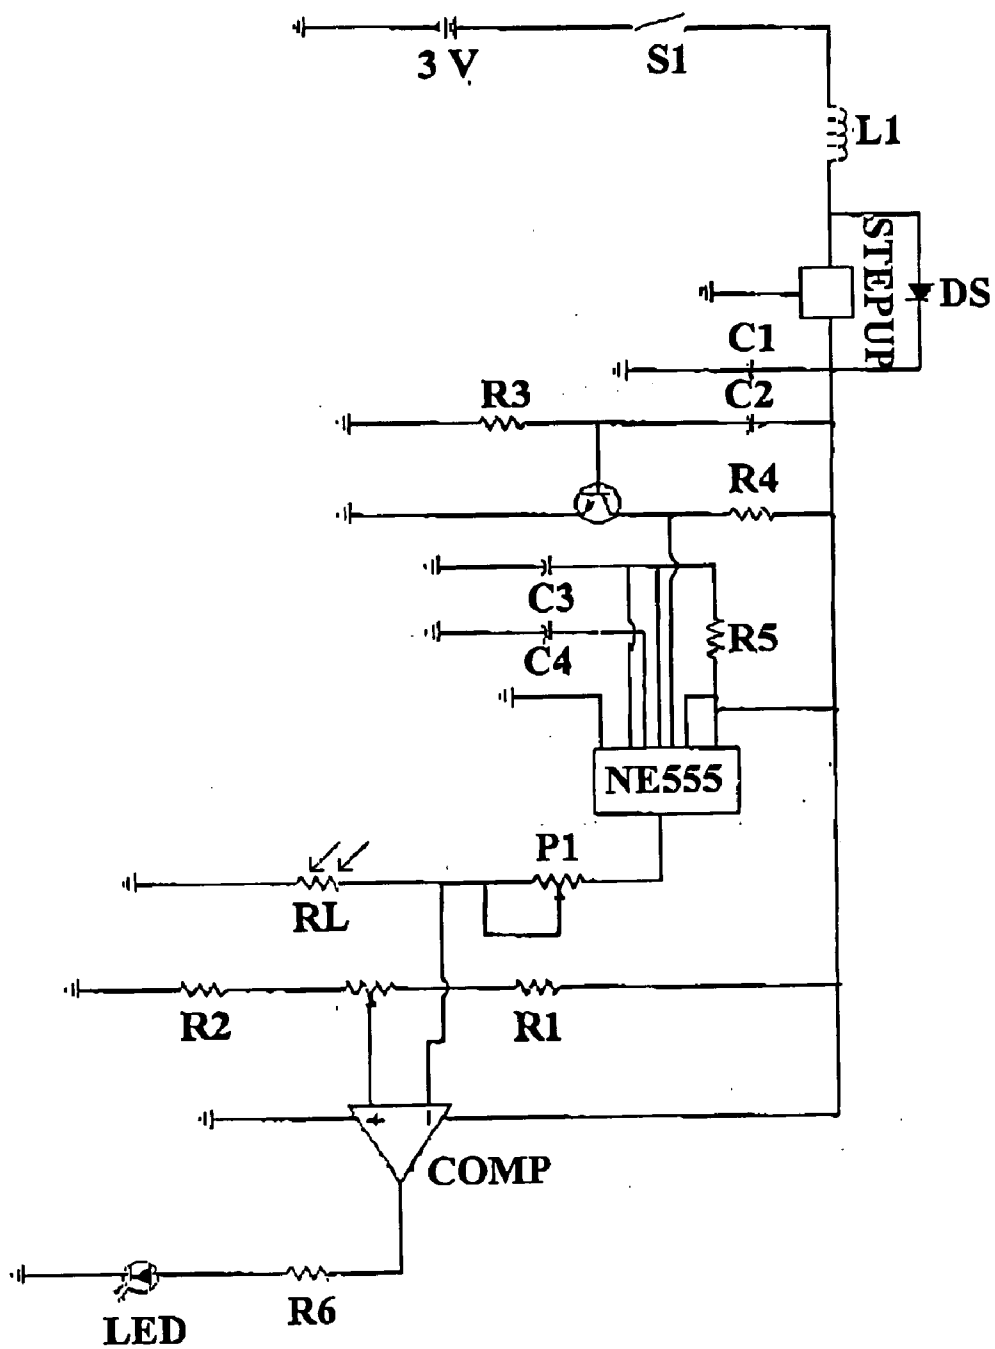 3 V
S1
L1
STEPUP
DS
C1
C2
R3
R4
C3
C4
R5
NE555
P1
RL
R2
R1
+
−
COMP
R6
LED